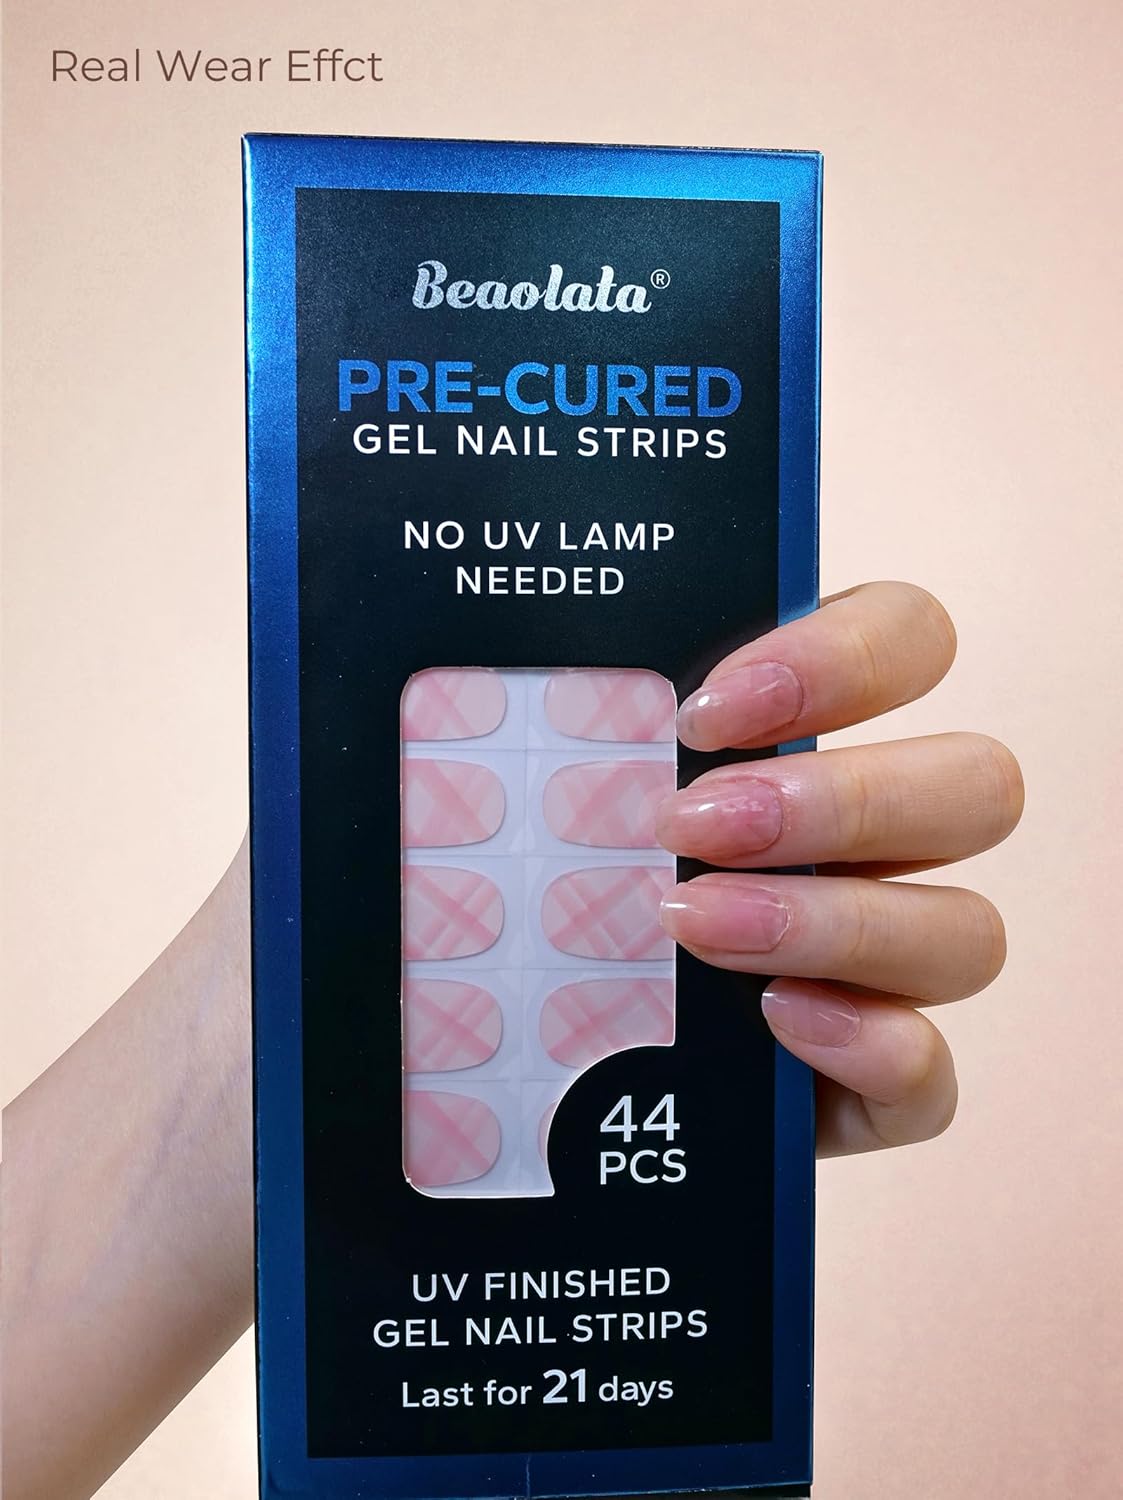 Real Wear Effct
Beaolata®
PRE-CURED
GEL NAIL STRIPS
NO UV LAMP
NEEDED
44
PCS
UV FINISHED
GEL NAIL STRIPS
Last for 21 days